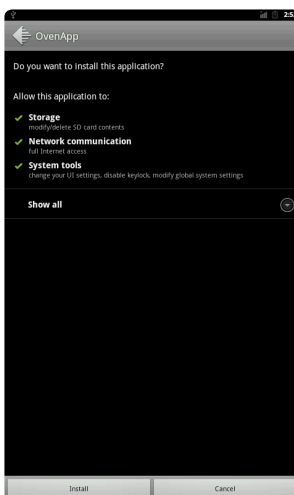 2:5
OvenApp
Do you want to install this application?
Allow this application to:
Storage
modify/delete SD card contents
Network communication
full Internet access
System tools
change your UI settings, disable keylock, modify global system settings
Show all
Install
Cancel